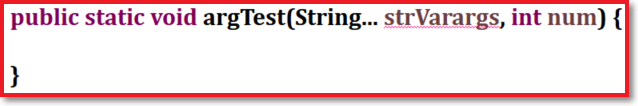 public static void argTest(String... strVarargs, int num) {
}